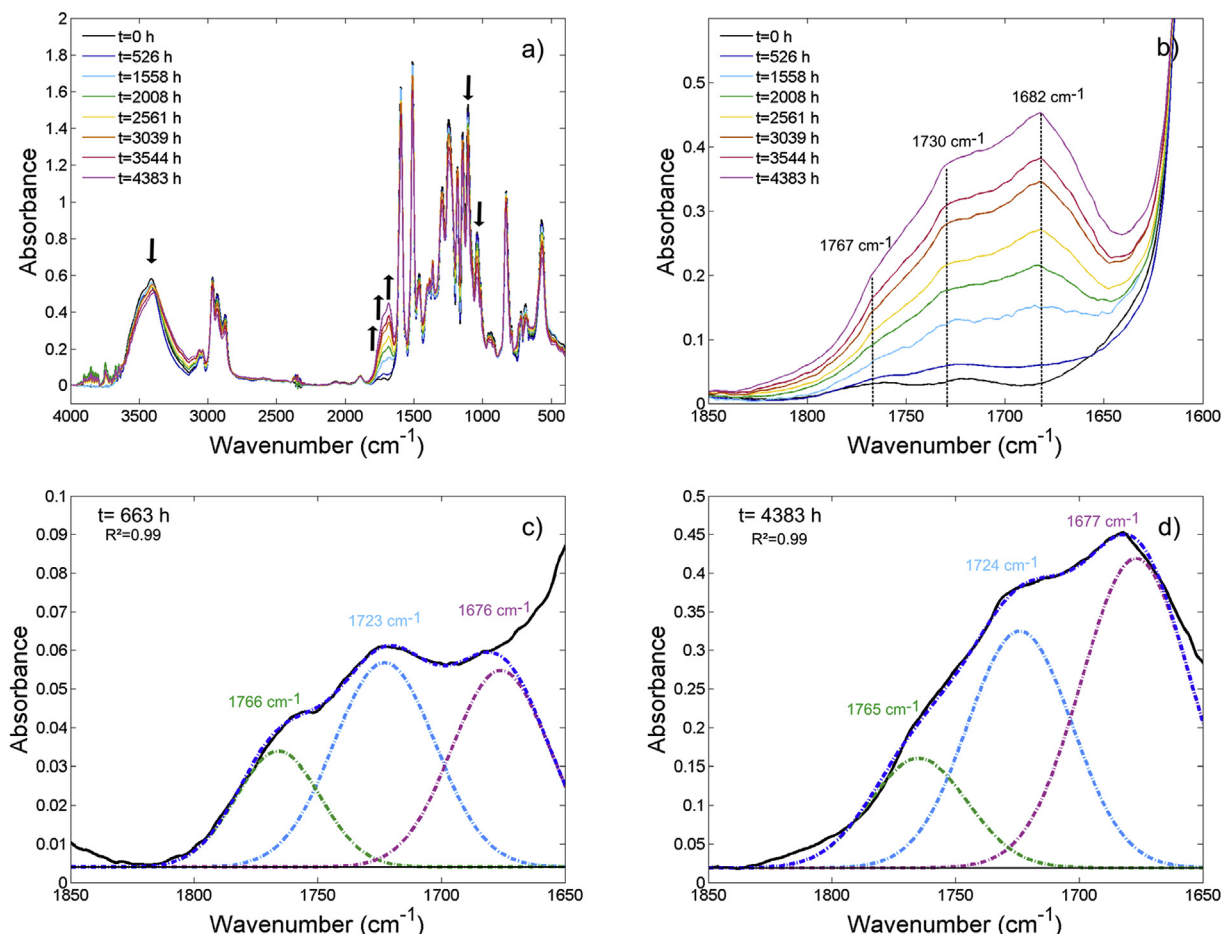 a)
t=0 h
t=526 h
t=1558 h
t=2008 h
t=2561 h
t=3039 h
t=3544 h
t=4383 h
2
1.8
1.6
1.4
1.2
1
0.8
0.6
0.4
0.2
0
Absorbance
4000 3500 3000 2500 2000 1500 1000 500
Wavenumber (cm⁻¹)
b)
t=0 h
t=526 h
t=1558 h
t=2008 h
t=2561 h
t=3039 h
t=3544 h
t=4383 h
1682 cm⁻¹
1730 cm⁻¹
1767 cm⁻¹
0.5
0.4
0.3
0.2
0.1
0
Absorbance
1850 1800 1750 1700 1650 1600
Wavenumber (cm⁻¹)
c)
t= 663 h
R²=0.99
1676 cm⁻¹
1723 cm⁻¹
1766 cm⁻¹
0.1
0.09
0.08
0.07
0.06
0.05
0.04
0.03
0.02
0.01
0
Absorbance
1850 1800 1750 1700 1650
Wavenumber (cm⁻¹)
d)
t= 4383 h
R²=0.99
1677 cm⁻¹
1724 cm⁻¹
1765 cm⁻¹
0.5
0.45
0.4
0.35
0.3
0.25
0.2
0.15
0.1
0.05
0
Absorbance
1850 1800 1750 1700 1650
Wavenumber (cm⁻¹)